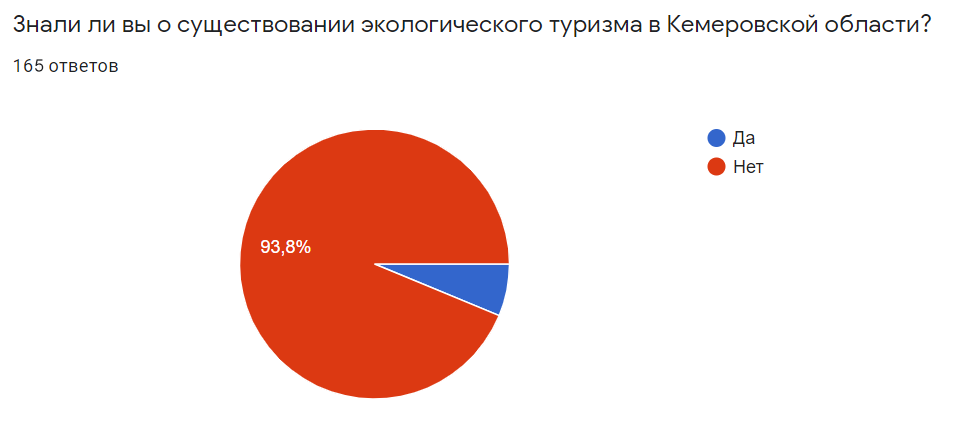 Знали ли вы о существовании экологического туризма в Кемеровской области?
165 ответов
Да
Нет
93,8%